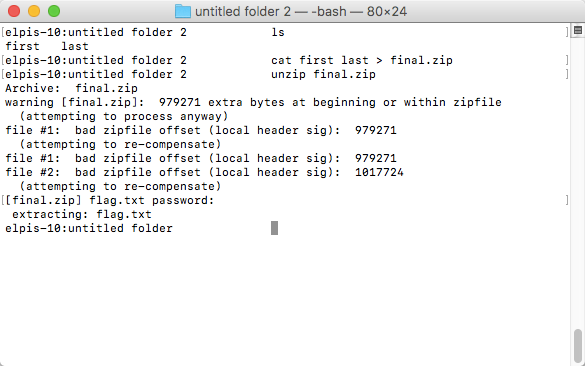 untitled folder 2 — -bash — 80×24
[elpis-10:untitled folder 2 ls ]
first last
[elpis-10:untitled folder 2 cat first last > final.zip ]
[elpis-10:untitled folder 2 unzip final.zip ]
Archive: final.zip
warning [final.zip]: 979271 extra bytes at beginning or within zipfile
(attempting to process anyway)
file #1: bad zipfile offset (local header sig): 979271
(attempting to re-compensate)
file #1: bad zipfile offset (local header sig): 979271
file #2: bad zipfile offset (local header sig): 1017724
(attempting to re-compensate)
[[final.zip] flag.txt password: ]
extracting: flag.txt
elpis-10:untitled folder